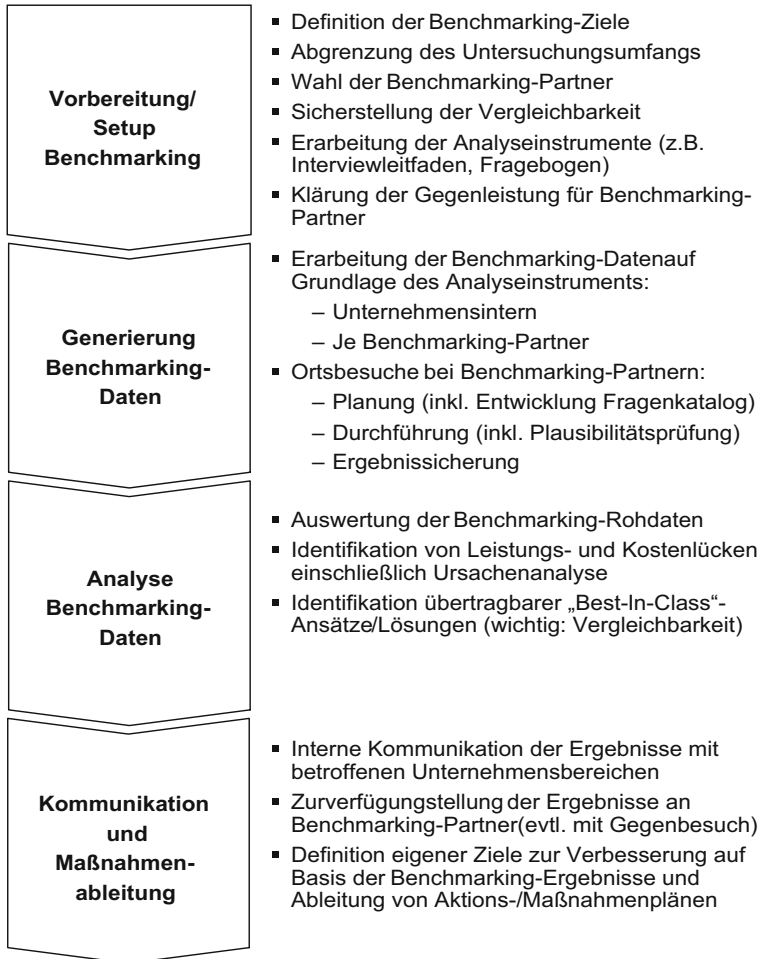 Vorbereitung/
Setup
Benchmarking
▪ Definition der Benchmarking-Ziele
▪ Abgrenzung des Untersuchungsumfangs
▪ Wahl der Benchmarking-Partner
▪ Sicherstellung der Vergleichbarkeit
▪ Erarbeitung der Analyseinstrumente (z.B.
Interviewleitfaden, Fragebogen)
▪ Klärung der Gegenleistung für Benchmarking-
Partner
Generierung
Benchmarking-
Daten
▪ Erarbeitung der Benchmarking-Datenauf
Grundlage des Analyseinstruments:
– Unternehmensintern
– Je Benchmarking-Partner
▪ Ortsbesuche bei Benchmarking-Partnern:
– Planung (inkl. Entwicklung Fragenkatalog)
– Durchführung (inkl. Plausibilitätsprüfung)
– Ergebnissicherung
Analyse
Benchmarking-
Daten
▪ Auswertung der Benchmarking-Rohdaten
▪ Identifikation von Leistungs- und Kostenlücken
einschließlich Ursachenanalyse
▪ Identifikation übertragbarer „Best-In-Class“-
Ansätze/Lösungen (wichtig: Vergleichbarkeit)
Kommunikation
und
Maßnahmen-
ableitung
▪ Interne Kommunikation der Ergebnisse mit
betroffenen Unternehmensbereichen
▪ Zurverfügungstellung der Ergebnisse an
Benchmarking-Partner(evtl. mit Gegenbesuch)
▪ Definition eigener Ziele zur Verbesserung auf
Basis der Benchmarking-Ergebnisse und
Ableitung von Aktions-/Maßnahmenplänen